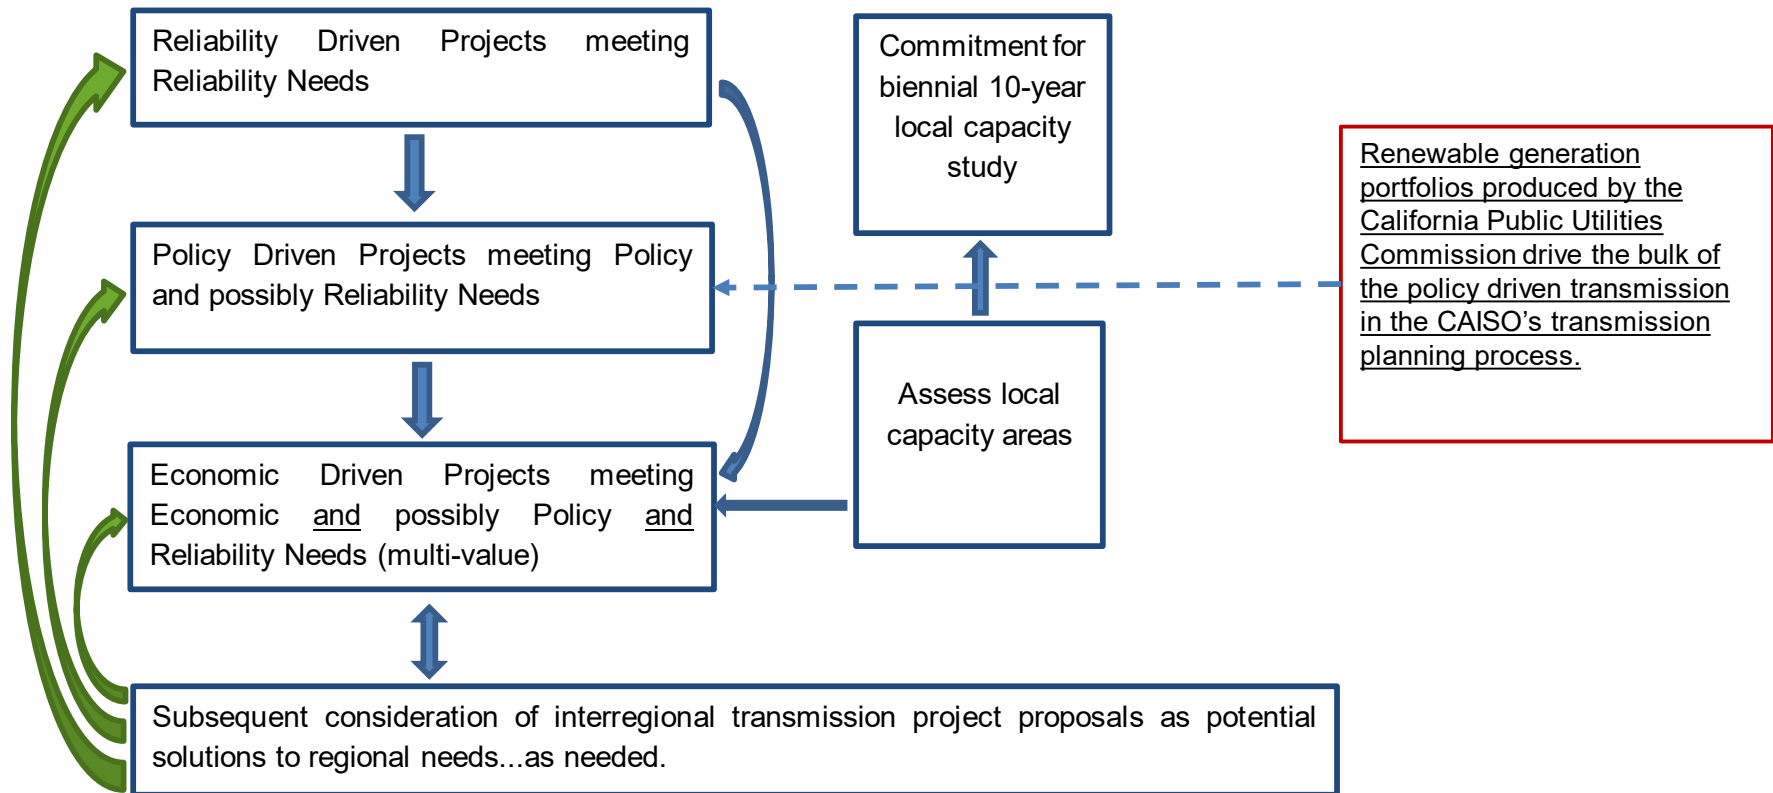 Reliability Driven Projects meeting
Reliability Needs
Commitment for
biennial 10-year
local capacity
study
Renewable generation
portfolios produced by the
California Public Utilities
Commission drive the bulk of
the policy driven transmission
in the CAISO’s transmission
planning process.
Policy Driven Projects meeting Policy
and possibly Reliability Needs
Assess local
capacity areas
Economic Driven Projects meeting
Economic and possibly Policy and
Reliability Needs (multi-value)
Subsequent consideration of interregional transmission project proposals as potential
solutions to regional needs...as needed.